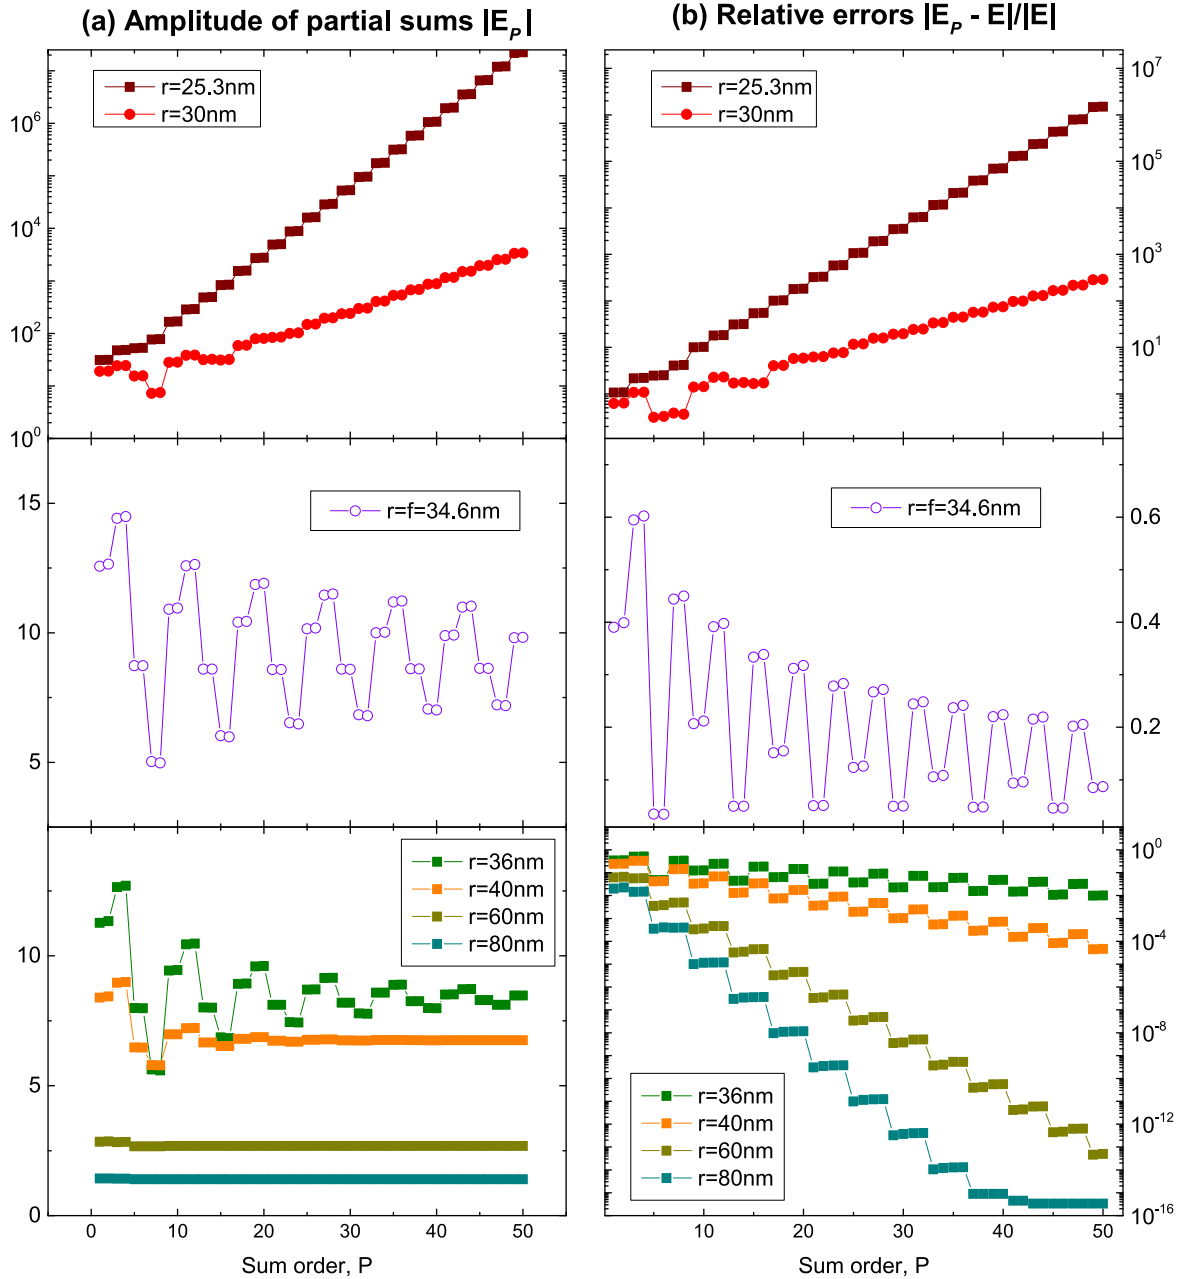 (a) Amplitude of partial sums |E_P|
(b) Relative errors |E_P - E|/|E|
r=25.3nm
r=30nm
10^6
10^4
10^2
10^0
r=25.3nm
r=30nm
10^7
10^5
10^3
10^1
r=f=34.6nm
15
10
5
r=f=34.6nm
0.6
0.4
0.2
r=36nm
r=40nm
r=60nm
r=80nm
10
5
0
0 10 20 30 40 50
Sum order, P
r=36nm
r=40nm
r=60nm
r=80nm
10^0
10^-4
10^-8
10^-12
10^-16
10 20 30 40 50
Sum order, P